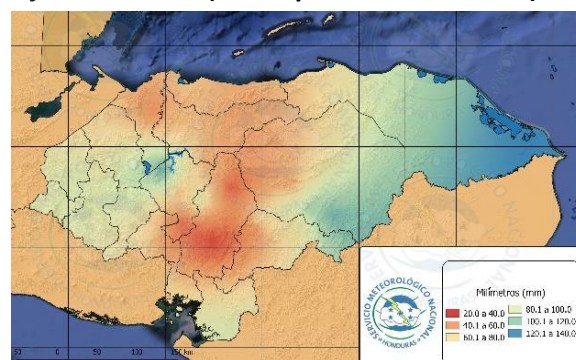 50 0 50 100 150 km
SERVICIO METEOROLÓGICO NACIONAL
HONDURAS
Milímetros (mm)
20.0 a 40.0
40.1 a 60.0
60.1 a 80.0
80.1 a 100.0
100.1 a 120.0
120.1 a 140.0